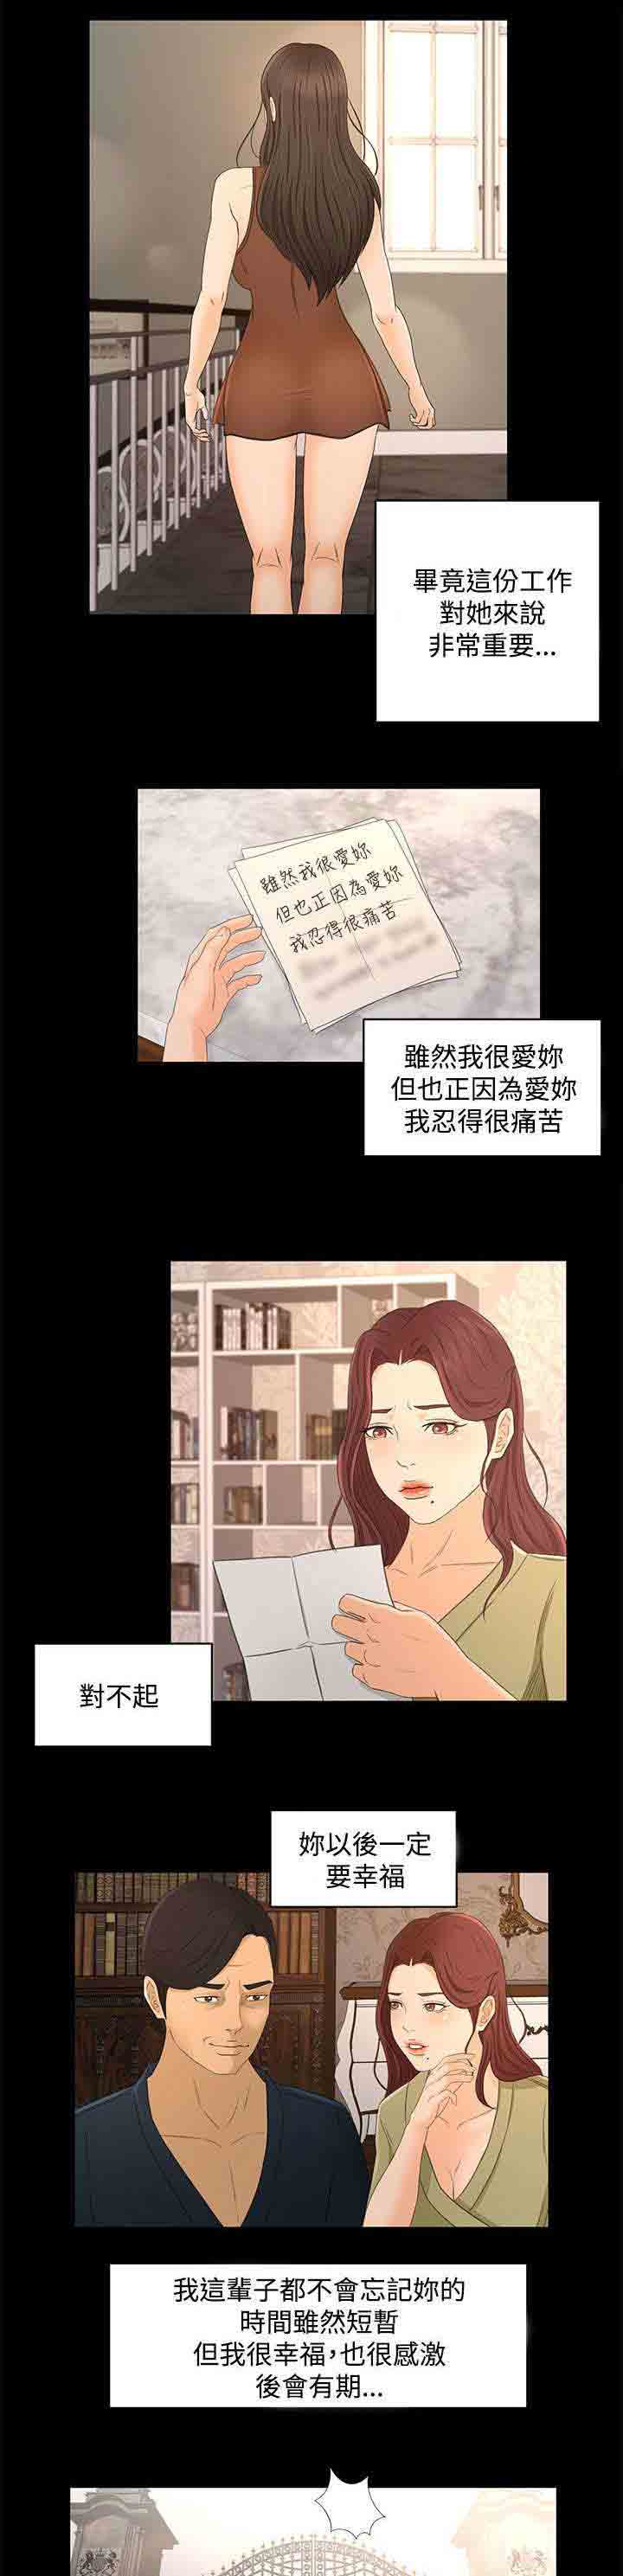 畢竟這份工作
對她來說
非常重要...
雖然我很愛妳
但也正因為愛妳
我忍得很痛苦
雖然我很愛妳
但也正因為愛妳
我忍得很痛苦
對不起
妳以後一定
要幸福
我這輩子都不會忘記妳的
時間雖然短暫
但我很幸福，也很感激
後會有期...